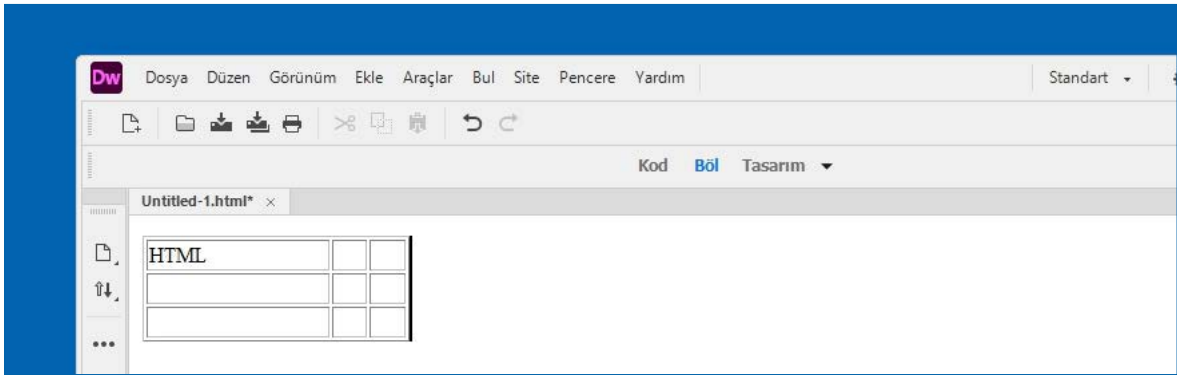 Dw Dosya Düzen Görünüm Ekle Araçlar Bul Site Pencere Yardım Standart
Kod Böl Tasarım
Untitled-1.html* ×
HTML